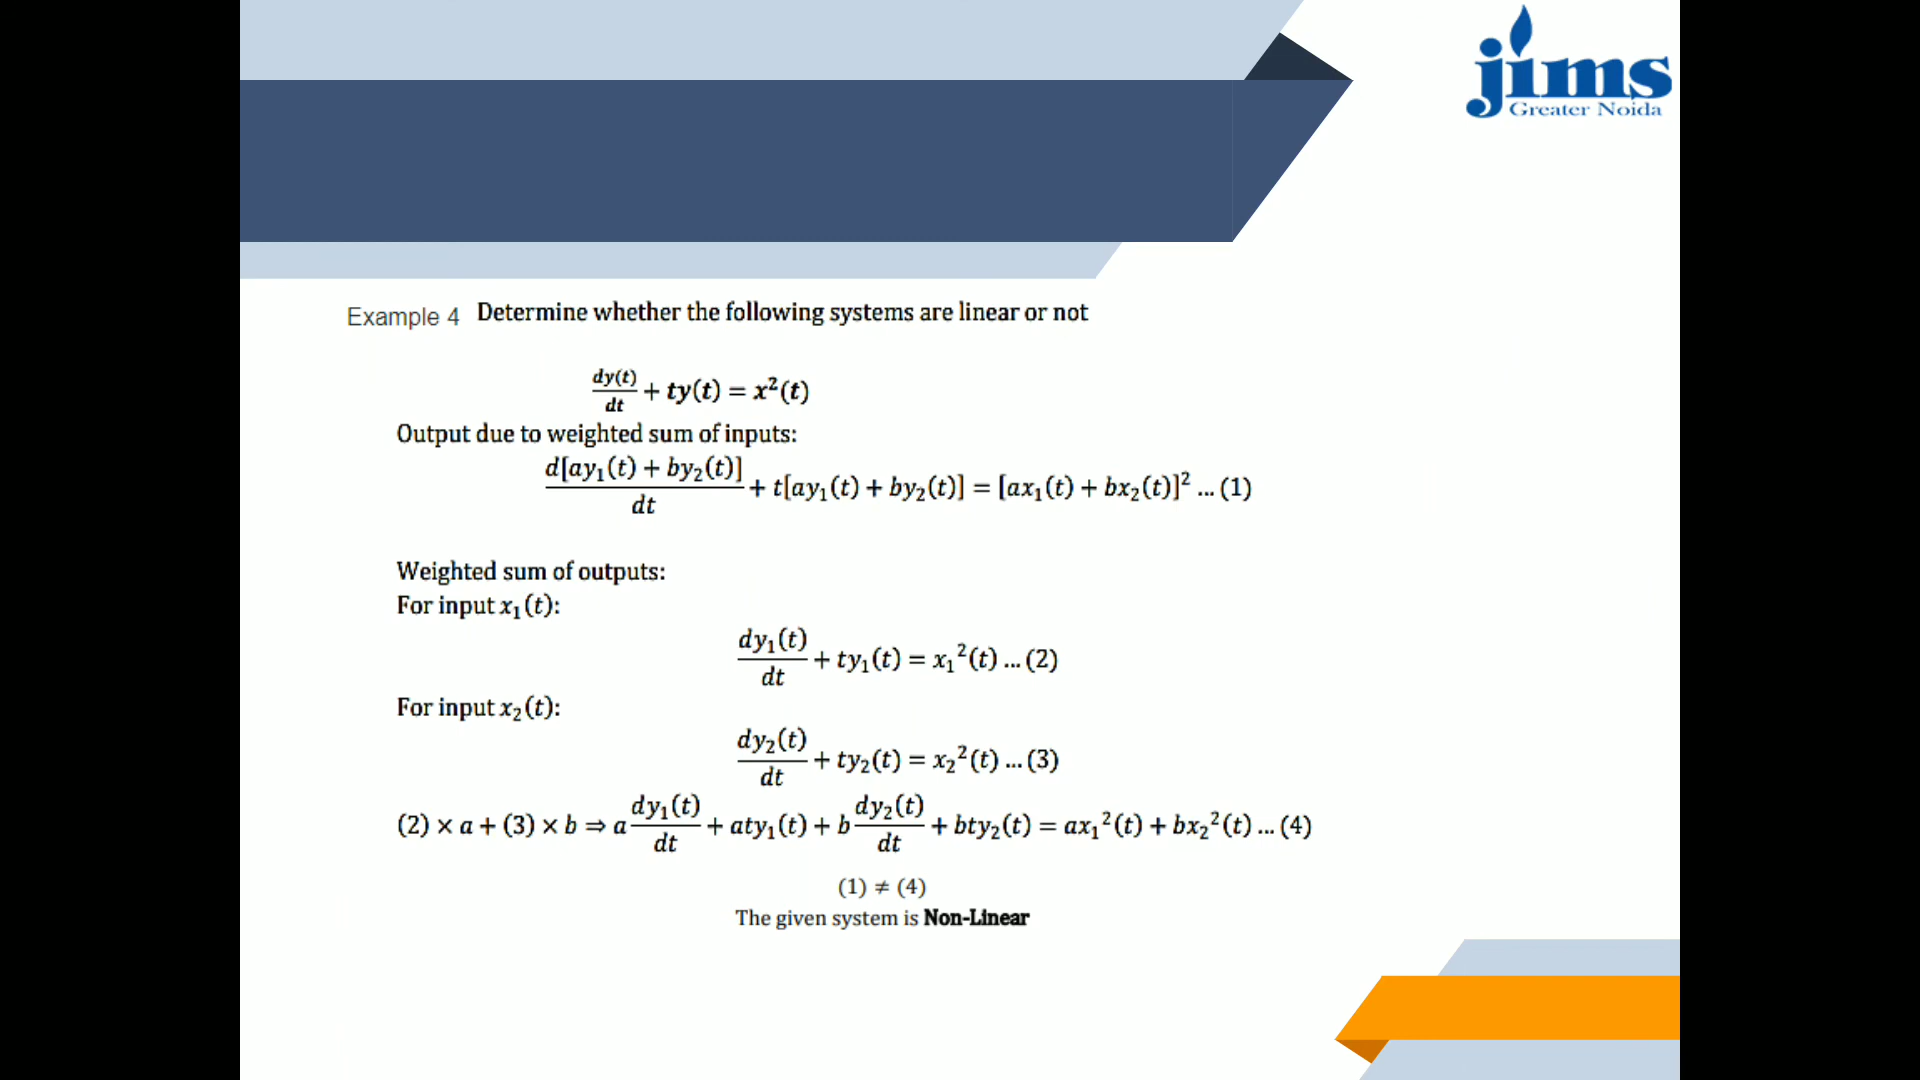 jims
Greater Noida
Example 4 Determine whether the following systems are linear or not
dy(t)/dt + ty(t) = x²(t)
Output due to weighted sum of inputs:
d[ay₁(t) + by₂(t)]/dt + t[ay₁(t) + by₂(t)] = [ax₁(t) + bx₂(t)]² ... (1)
Weighted sum of outputs:
For input x₁(t):
dy₁(t)/dt + ty₁(t) = x₁²(t) ... (2)
For input x₂(t):
dy₂(t)/dt + ty₂(t) = x₂²(t) ... (3)
(2) × a + (3) × b ⇒ a dy₁(t)/dt + aty₁(t) + b dy₂(t)/dt + bty₂(t) = ax₁²(t) + bx₂²(t) ... (4)
(1) ≠ (4)
The given system is Non-Linear